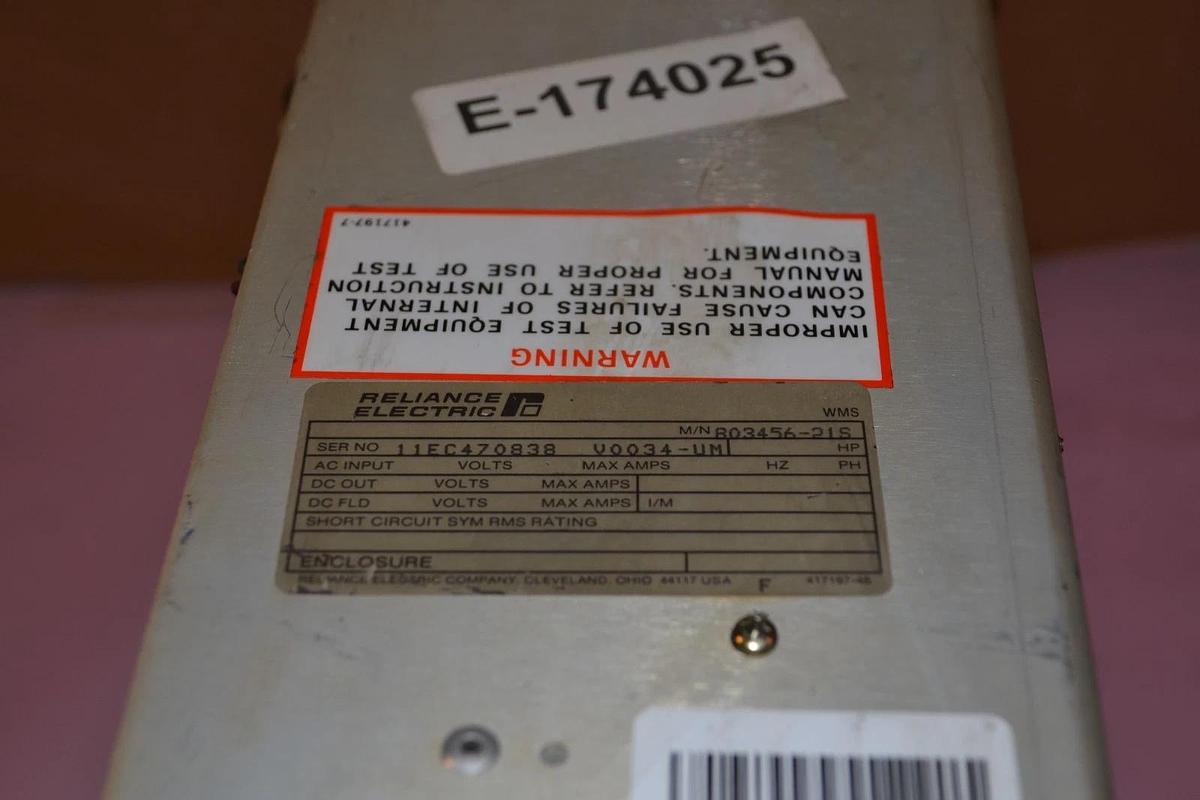 E-174025
WARNING
IMPROPER USE OF TEST EQUIPMENT
CAN CAUSE FAILURES OF INTERNAL
COMPONENTS. REFER TO INSTRUCTION
MANUAL FOR PROPER USE OF TEST
EQUIPMENT.
417197-7
RELIANCE
ELECTRIC
WMS
M/N 803456-21S
SER NO 11EC470838 V0034-UM HP
AC INPUT VOLTS MAX AMPS HZ PH
DC OUT VOLTS MAX AMPS
DC FLD VOLTS MAX AMPS I/M
SHORT CIRCUIT SYM RMS RATING
ENCLOSURE
RELIANCE ELECTRIC COMPANY, CLEVELAND, OHIO 44117 USA F 417197-4E